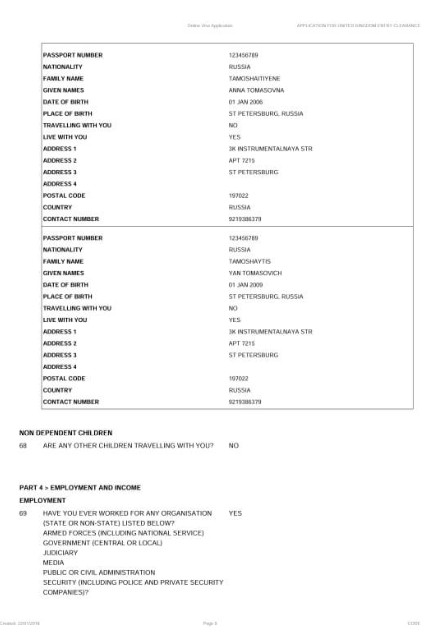 Online Visa Application APPLICATION FOR UNITED KINGDOM ENTRY CLEARANCE
PASSPORT NUMBER 123456789
NATIONALITY RUSSIA
FAMILY NAME TAMOSHAITIYENE
GIVEN NAMES ANNA TOMASOVNA
DATE OF BIRTH 01 JAN 2006
PLACE OF BIRTH ST PETERSBURG, RUSSIA
TRAVELLING WITH YOU NO
LIVE WITH YOU YES
ADDRESS 1 3K INSTRUMENTALNAYA STR
ADDRESS 2 APT 7215
ADDRESS 3 ST PETERSBURG
ADDRESS 4
POSTAL CODE 197022
COUNTRY RUSSIA
CONTACT NUMBER 9219386379
PASSPORT NUMBER 123456789
NATIONALITY RUSSIA
FAMILY NAME TAMOSHAYTIS
GIVEN NAMES YAN TOMASOVICH
DATE OF BIRTH 01 JAN 2009
PLACE OF BIRTH ST PETERSBURG, RUSSIA
TRAVELLING WITH YOU NO
LIVE WITH YOU YES
ADDRESS 1 3K INSTRUMENTALNAYA STR
ADDRESS 2 APT 7215
ADDRESS 3 ST PETERSBURG
ADDRESS 4
POSTAL CODE 197022
COUNTRY RUSSIA
CONTACT NUMBER 9219386379
NON DEPENDENT CHILDREN
68 ARE ANY OTHER CHILDREN TRAVELLING WITH YOU? NO
PART 4 > EMPLOYMENT AND INCOME
EMPLOYMENT
69 HAVE YOU EVER WORKED FOR ANY ORGANISATION YES
(STATE OR NON-STATE) LISTED BELOW?
ARMED FORCES (INCLUDING NATIONAL SERVICE)
GOVERNMENT (CENTRAL OR LOCAL)
JUDICIARY
MEDIA
PUBLIC OR CIVIL ADMINISTRATION
SECURITY (INCLUDING POLICE AND PRIVATE SECURITY
COMPANIES)?
Page